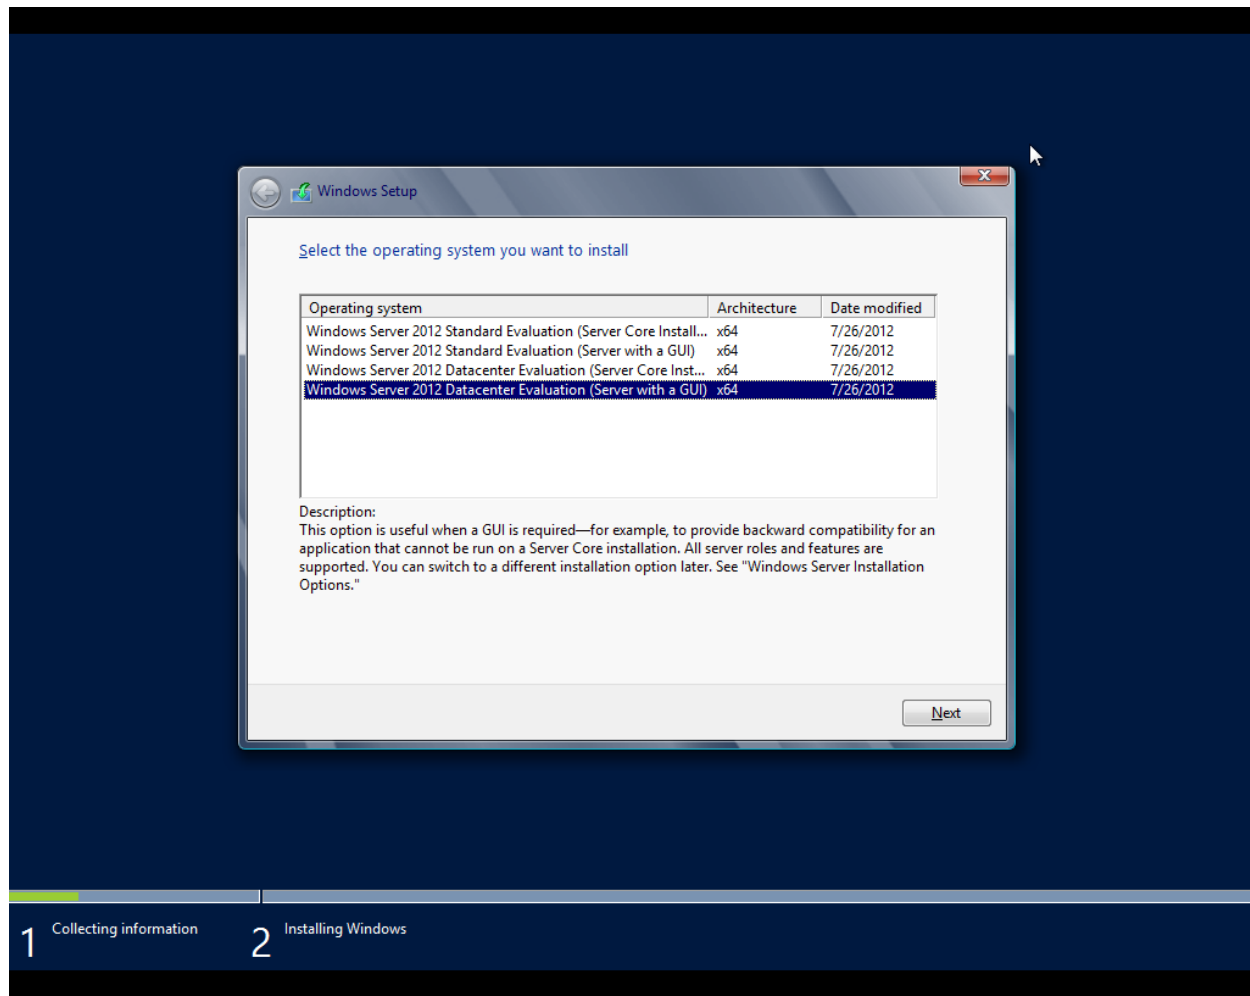 Windows Setup
Select the operating system you want to install
Operating system Architecture Date modified
Windows Server 2012 Standard Evaluation (Server Core Install... x64 7/26/2012
Windows Server 2012 Standard Evaluation (Server with a GUI) x64 7/26/2012
Windows Server 2012 Datacenter Evaluation (Server Core Inst... x64 7/26/2012
Windows Server 2012 Datacenter Evaluation (Server with a GUI) x64 7/26/2012
Description:
This option is useful when a GUI is required—for example, to provide backward compatibility for an
application that cannot be run on a Server Core installation. All server roles and features are
supported. You can switch to a different installation option later. See "Windows Server Installation
Options."
Next
1 Collecting information 2 Installing Windows